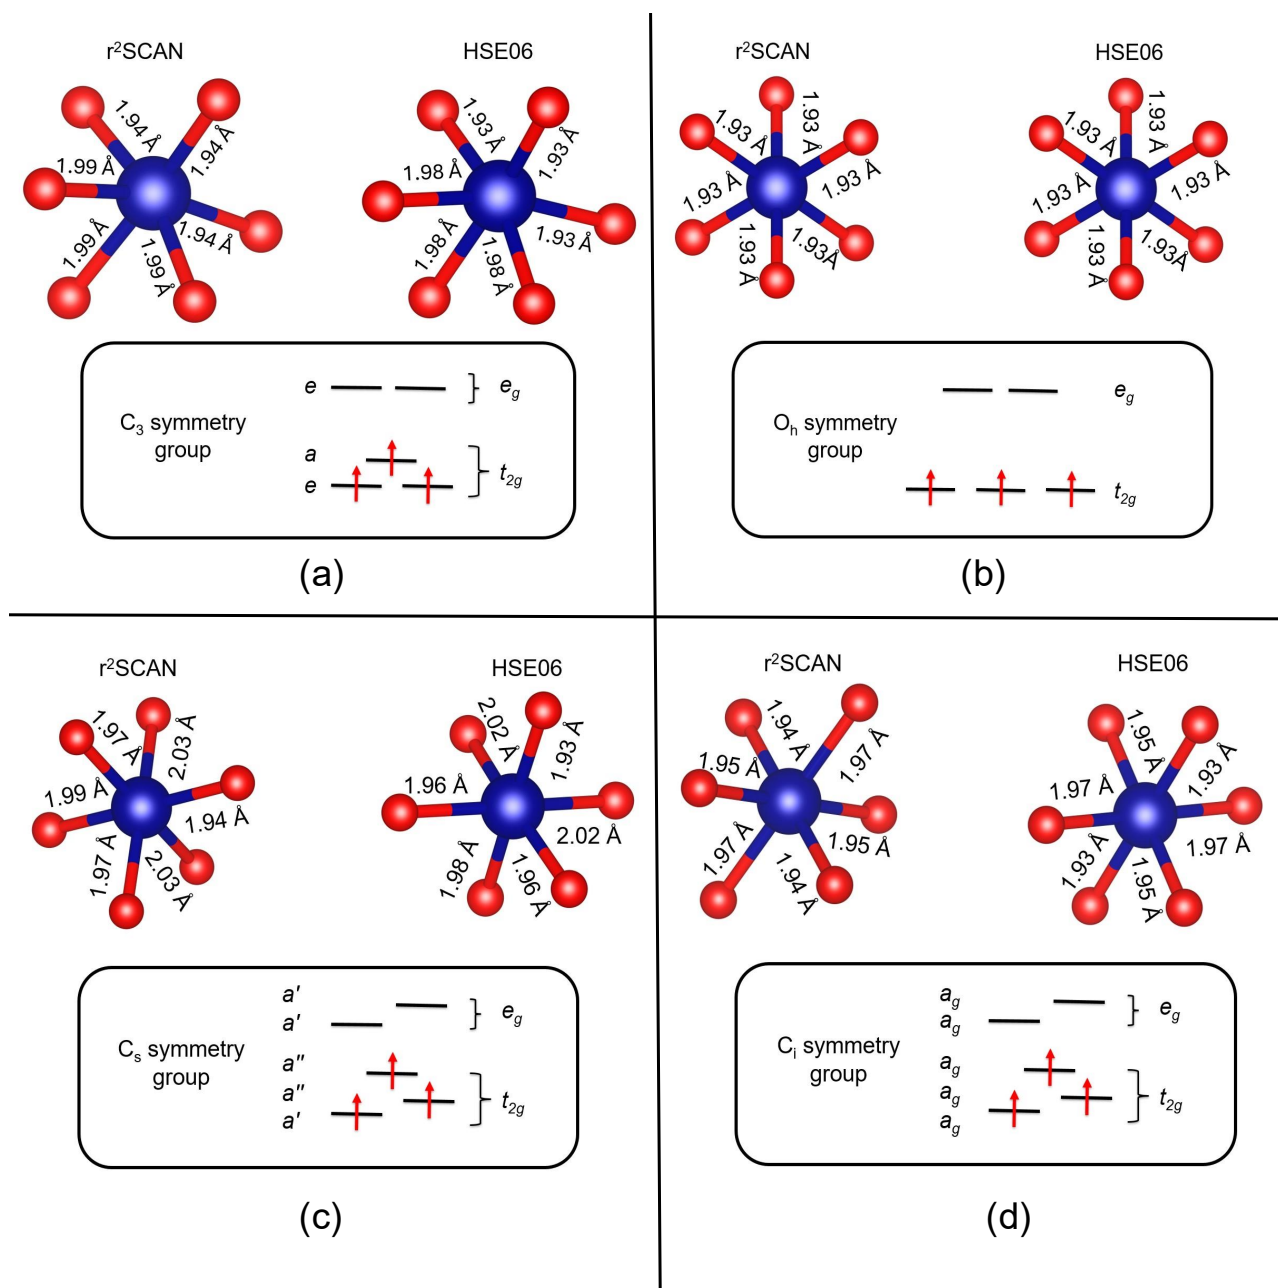 r²SCAN
HSE06
1.94 Å
1.94 Å
1.99 Å
1.94 Å
1.99 Å
1.99 Å
1.93 Å
1.93 Å
1.98 Å
1.93 Å
1.98 Å
1.98 Å
C₃ symmetry
group
e
e_g
a
e
t_2g
(a)
r²SCAN
HSE06
1.93 Å
1.93 Å
1.93 Å
1.93 Å
1.93 Å
1.93Å
1.93 Å
1.93 Å
1.93 Å
1.93 Å
1.93 Å
1.93Å
O_h symmetry
group
e_g
t_2g
(b)
r²SCAN
HSE06
1.97 Å
2.03 Å
1.99 Å
1.94 Å
1.97 Å
2.03 Å
2.02 Å
1.93 Å
1.96 Å
2.02 Å
1.98 Å
1.96 Å
C_s symmetry
group
a′
a′
e_g
a″
a″
a′
t_2g
(c)
r²SCAN
HSE06
1.94 Å
1.97 Å
1.95 Å
1.95 Å
1.97 Å
1.94 Å
1.95 Å
1.93 Å
1.97 Å
1.97 Å
1.93 Å
1.95 Å
C_i symmetry
group
a_g
a_g
e_g
a_g
a_g
a_g
t_2g
(d)